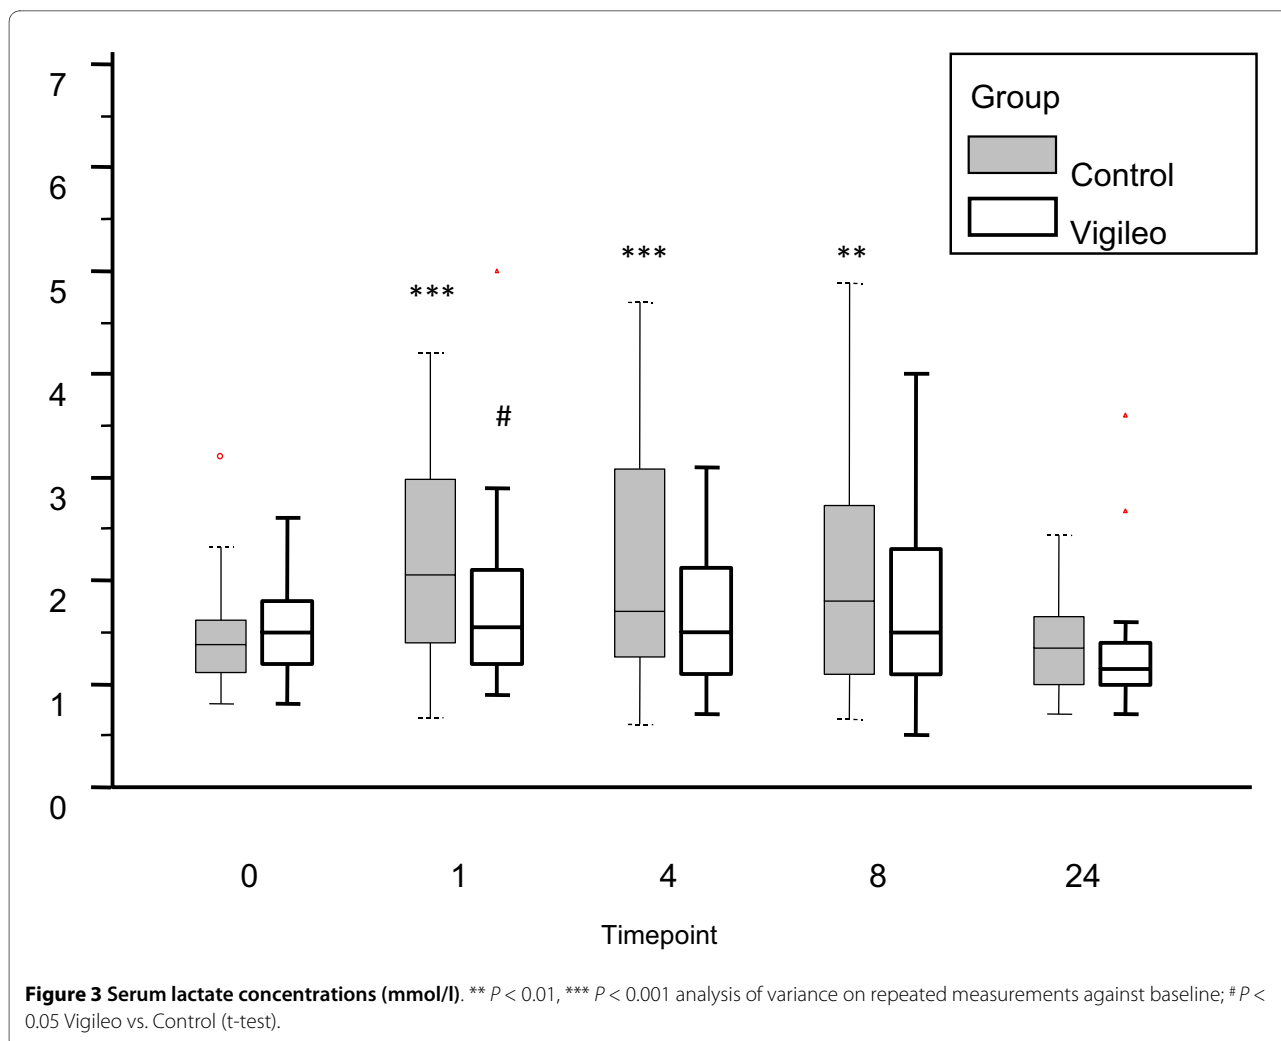 7
6
5
4
3
2
1
0
Group
Control
Vigileo
***
***
**
#
0 1 4 8 24
Timepoint
Figure 3 Serum lactate concentrations (mmol/l). ** P < 0.01, *** P < 0.001 analysis of variance on repeated measurements against baseline; # P <
0.05 Vigileo vs. Control (t-test).